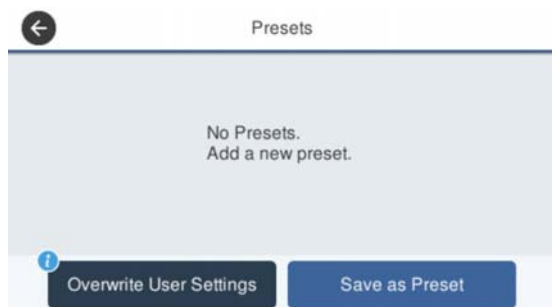 Presets
No Presets.
Add a new preset.
i
Overwrite User Settings
Save as Preset